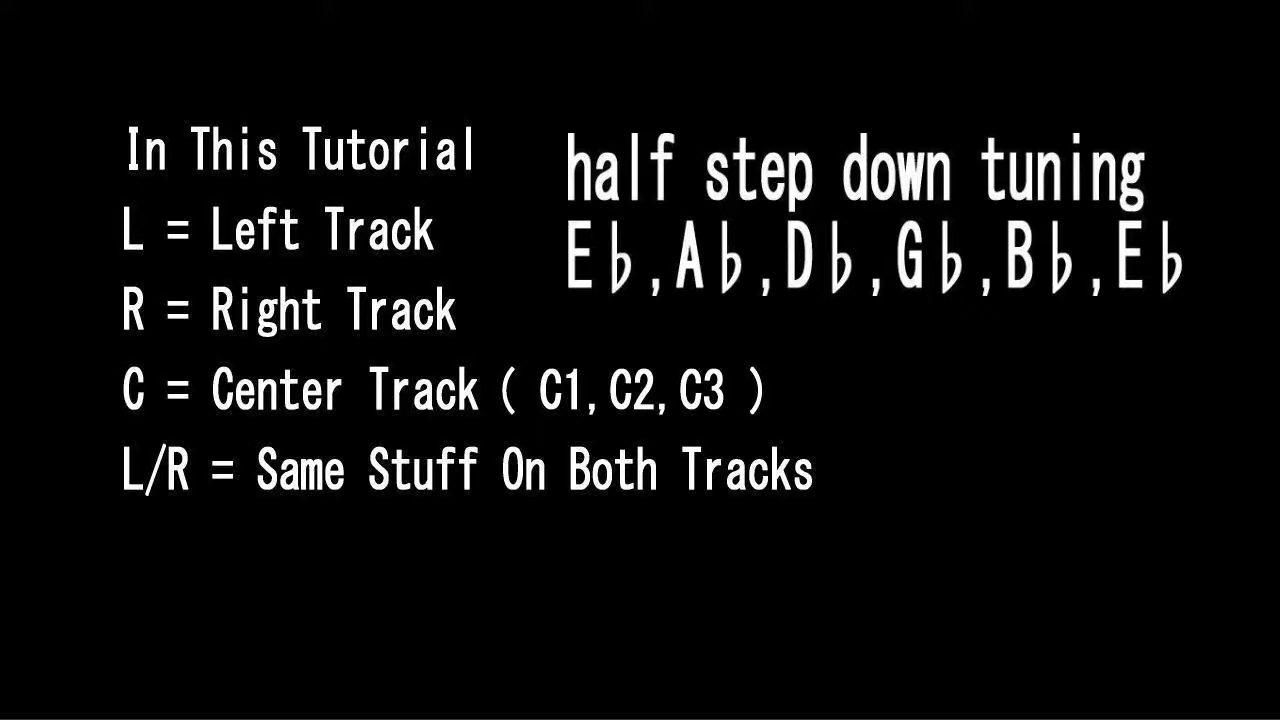 In This Tutorial
L = Left Track
R = Right Track
C = Center Track ( C1,C2,C3 )
L/R = Same Stuff On Both Tracks
half step down tuning
E♭,A♭,D♭,G♭,B♭,E♭